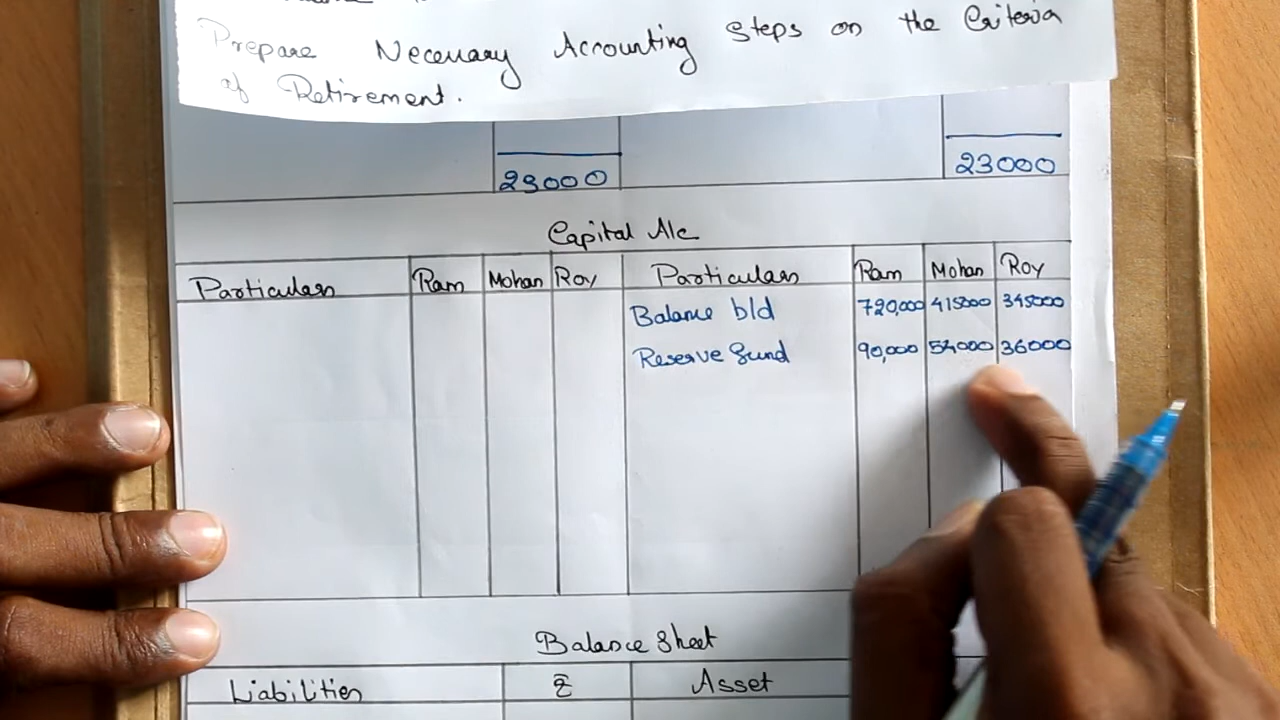 Prepare Necessary Accounting Steps on the Criteria
of Retirement.
23000 23000
Capital A/c
Particulars Ram Mohan Roy Particulars Ram Mohan Roy
Balance b/d 720,000 415000 345000
Reserve Fund 90,000 54000 36000
Balance Sheet
Liabilities ₹ Asset